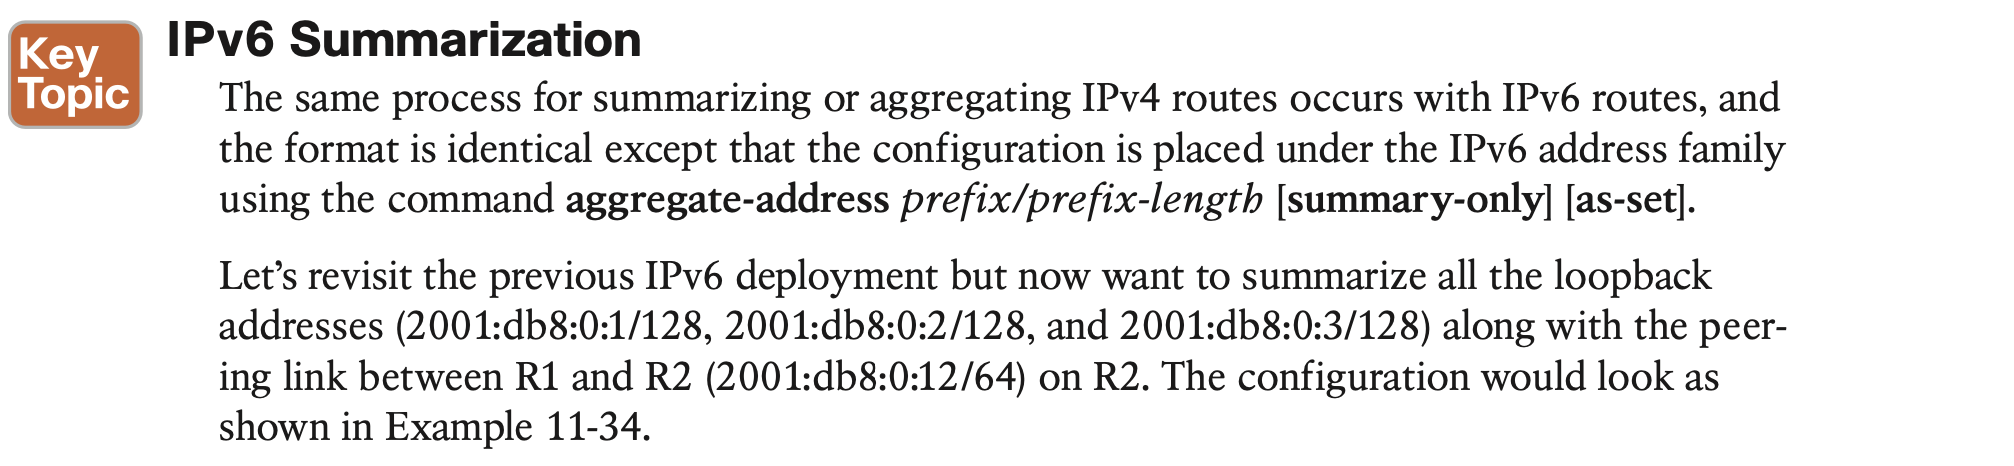 Key
Topic
IPv6 Summarization
The same process for summarizing or aggregating IPv4 routes occurs with IPv6 routes, and
the format is identical except that the configuration is placed under the IPv6 address family
using the command aggregate-address prefix/prefix-length [summary-only] [as-set].
Let’s revisit the previous IPv6 deployment but now want to summarize all the loopback
addresses (2001:db8:0:1/128, 2001:db8:0:2/128, and 2001:db8:0:3/128) along with the peer-
ing link between R1 and R2 (2001:db8:0:12/64) on R2. The configuration would look as
shown in Example 11-34.